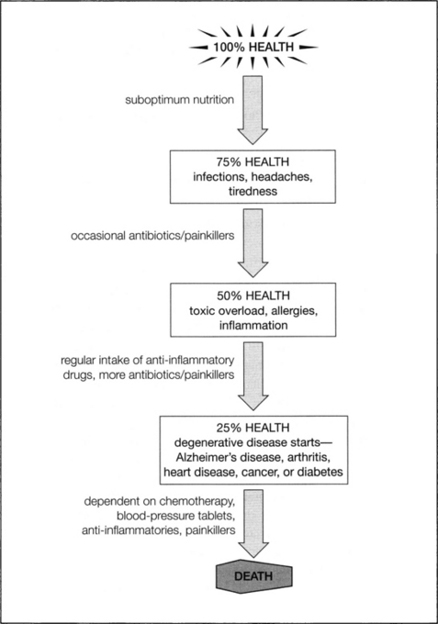 100% HEALTH
suboptimum nutrition
75% HEALTH
infections, headaches,
tiredness
occasional antibiotics/painkillers
50% HEALTH
toxic overload, allergies,
inflammation
regular intake of anti-inflammatory
drugs, more antibiotics/painkillers
25% HEALTH
degenerative disease starts—
Alzheimer's disease, arthritis,
heart disease, cancer, or diabetes
dependent on chemotherapy,
blood-pressure tablets,
anti-inflammatories, painkillers
DEATH